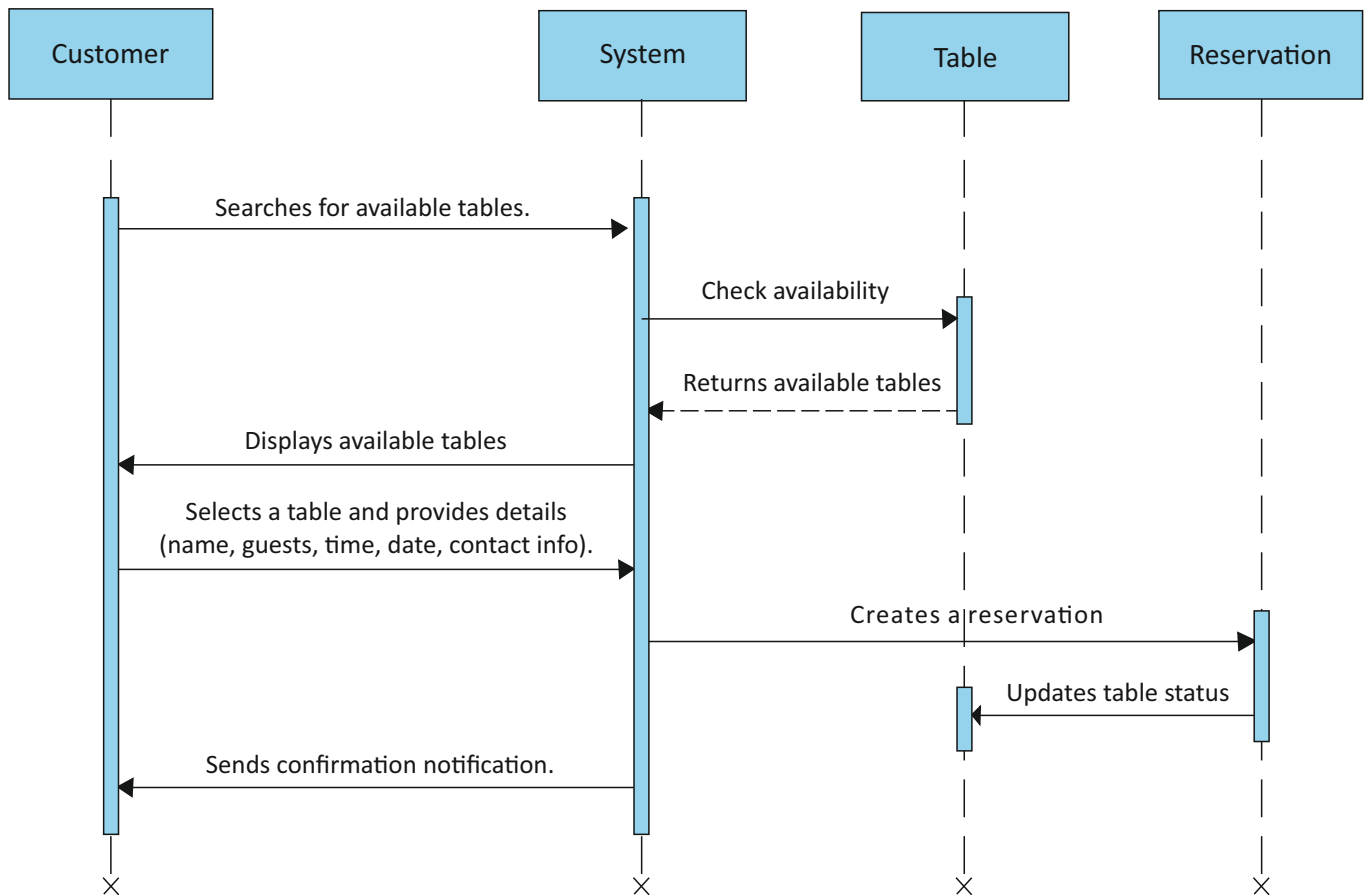 Customer
System
Table
Reservation
Searches for available tables.
Check availability
Returns available tables
Displays available tables
Selects a table and provides details
(name, guests, time, date, contact info).
Creates a reservation
Updates table status
Sends confirmation notification.